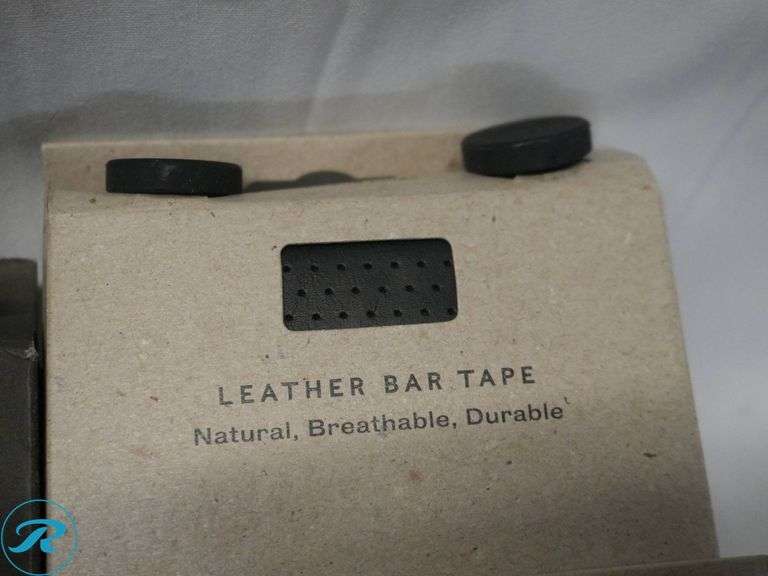 LEATHER BAR TAPE
Natural, Breathable, Durable
R